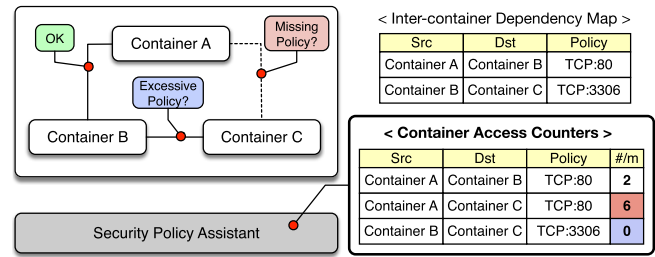 OK
Container A
Missing
Policy?
Excessive
Policy?
Container B
Container C
Security Policy Assistant
< Inter-container Dependency Map >
Src Dst Policy
Container A Container B TCP:80
Container B Container C TCP:3306
< Container Access Counters >
Src Dst Policy #/m
Container A Container B TCP:80 2
Container A Container C TCP:80 6
Container B Container C TCP:3306 0